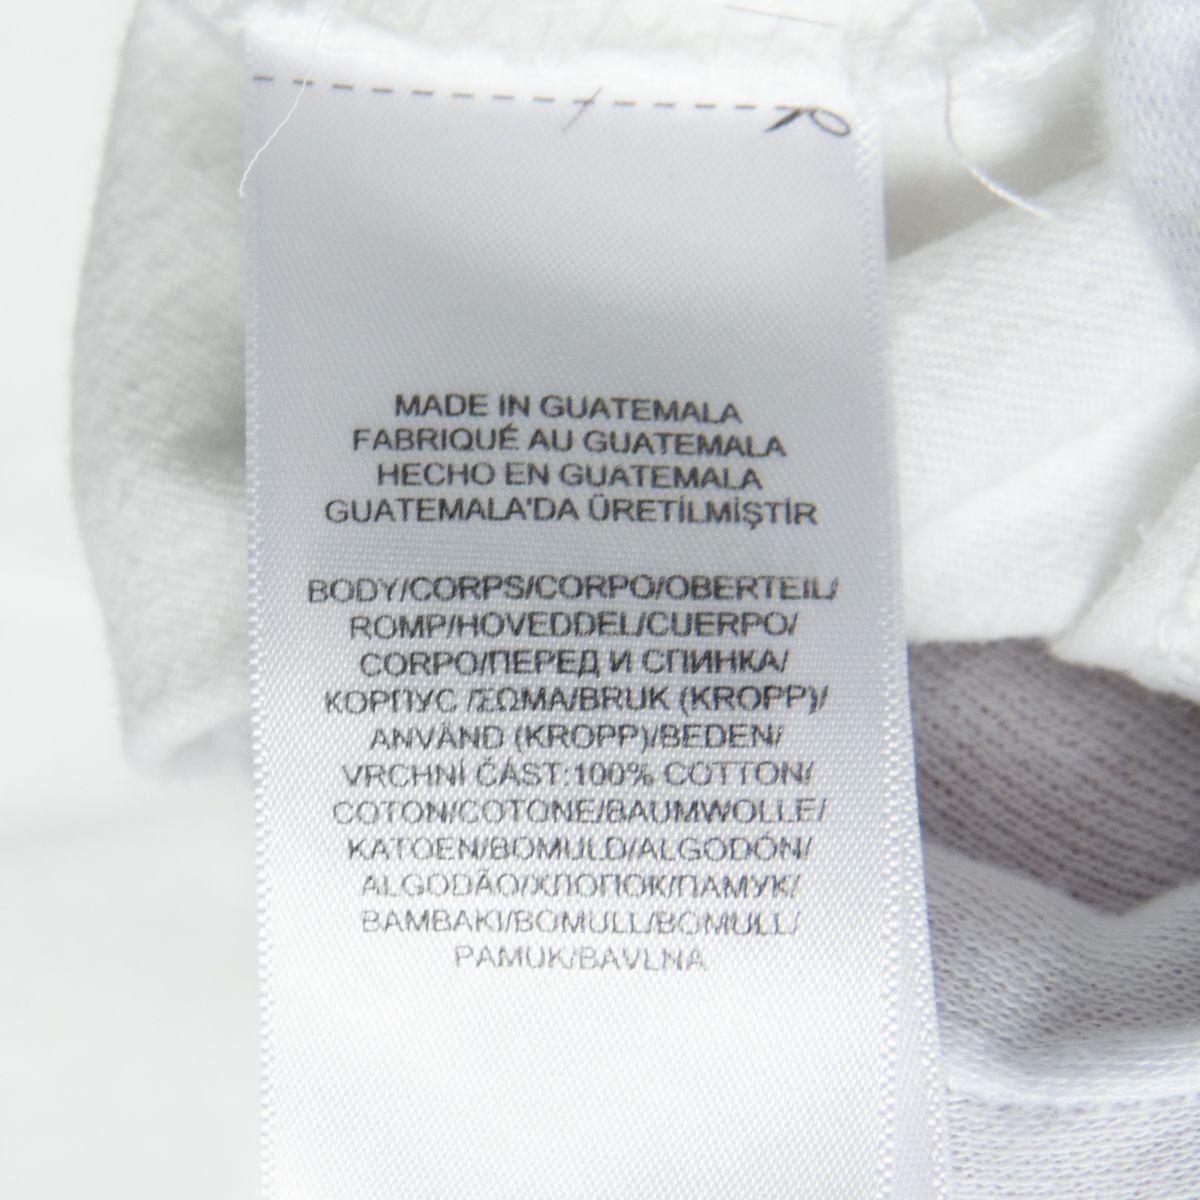 MADE IN GUATEMALA
FABRIQUÉ AU GUATEMALA
HECHO EN GUATEMALA
GUATEMALA'DA ÜRETİLMİŞTİR
BODY/CORPS/CORPO/OBERTEIL/
ROMP/HOVEDDEL/CUERPO/
CORPO/ПЕРЕД И СПИНКА/
КОРПУС /ΣΩΜΑ/BRUK (KROPP)/
ANVÄND (KROPP)/BEDEN/
VRCHNÍ ČÁST:100% COTTON/
COTON/COTONE/BAUMWOLLE/
KATOEN/BOMULD/ALGODÓN/
ALGODÃO/ХЛОПОК/ПАМУК/
BAMBAKI/BOMULL/BOMULL/
PAMUK/BAVLNA